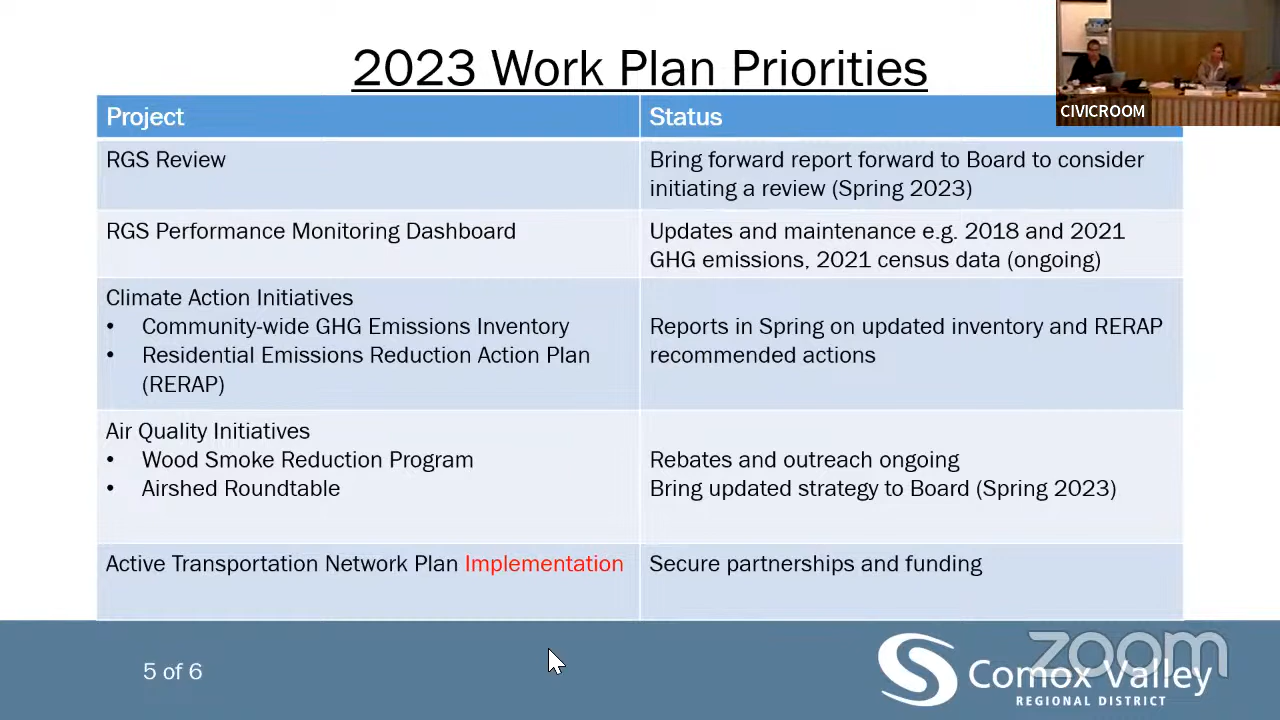 2023 Work Plan Priorities
CIVICROOM
Project
Status
RGS Review
Bring forward report forward to Board to consider
initiating a review (Spring 2023)
RGS Performance Monitoring Dashboard
Updates and maintenance e.g. 2018 and 2021
GHG emissions, 2021 census data (ongoing)
Climate Action Initiatives
• Community-wide GHG Emissions Inventory
• Residential Emissions Reduction Action Plan
(RERAP)
Reports in Spring on updated inventory and RERAP
recommended actions
Air Quality Initiatives
• Wood Smoke Reduction Program
• Airshed Roundtable
Rebates and outreach ongoing
Bring updated strategy to Board (Spring 2023)
Active Transportation Network Plan Implementation
Secure partnerships and funding
5 of 6
zoom
Comox Valley
REGIONAL DISTRICT